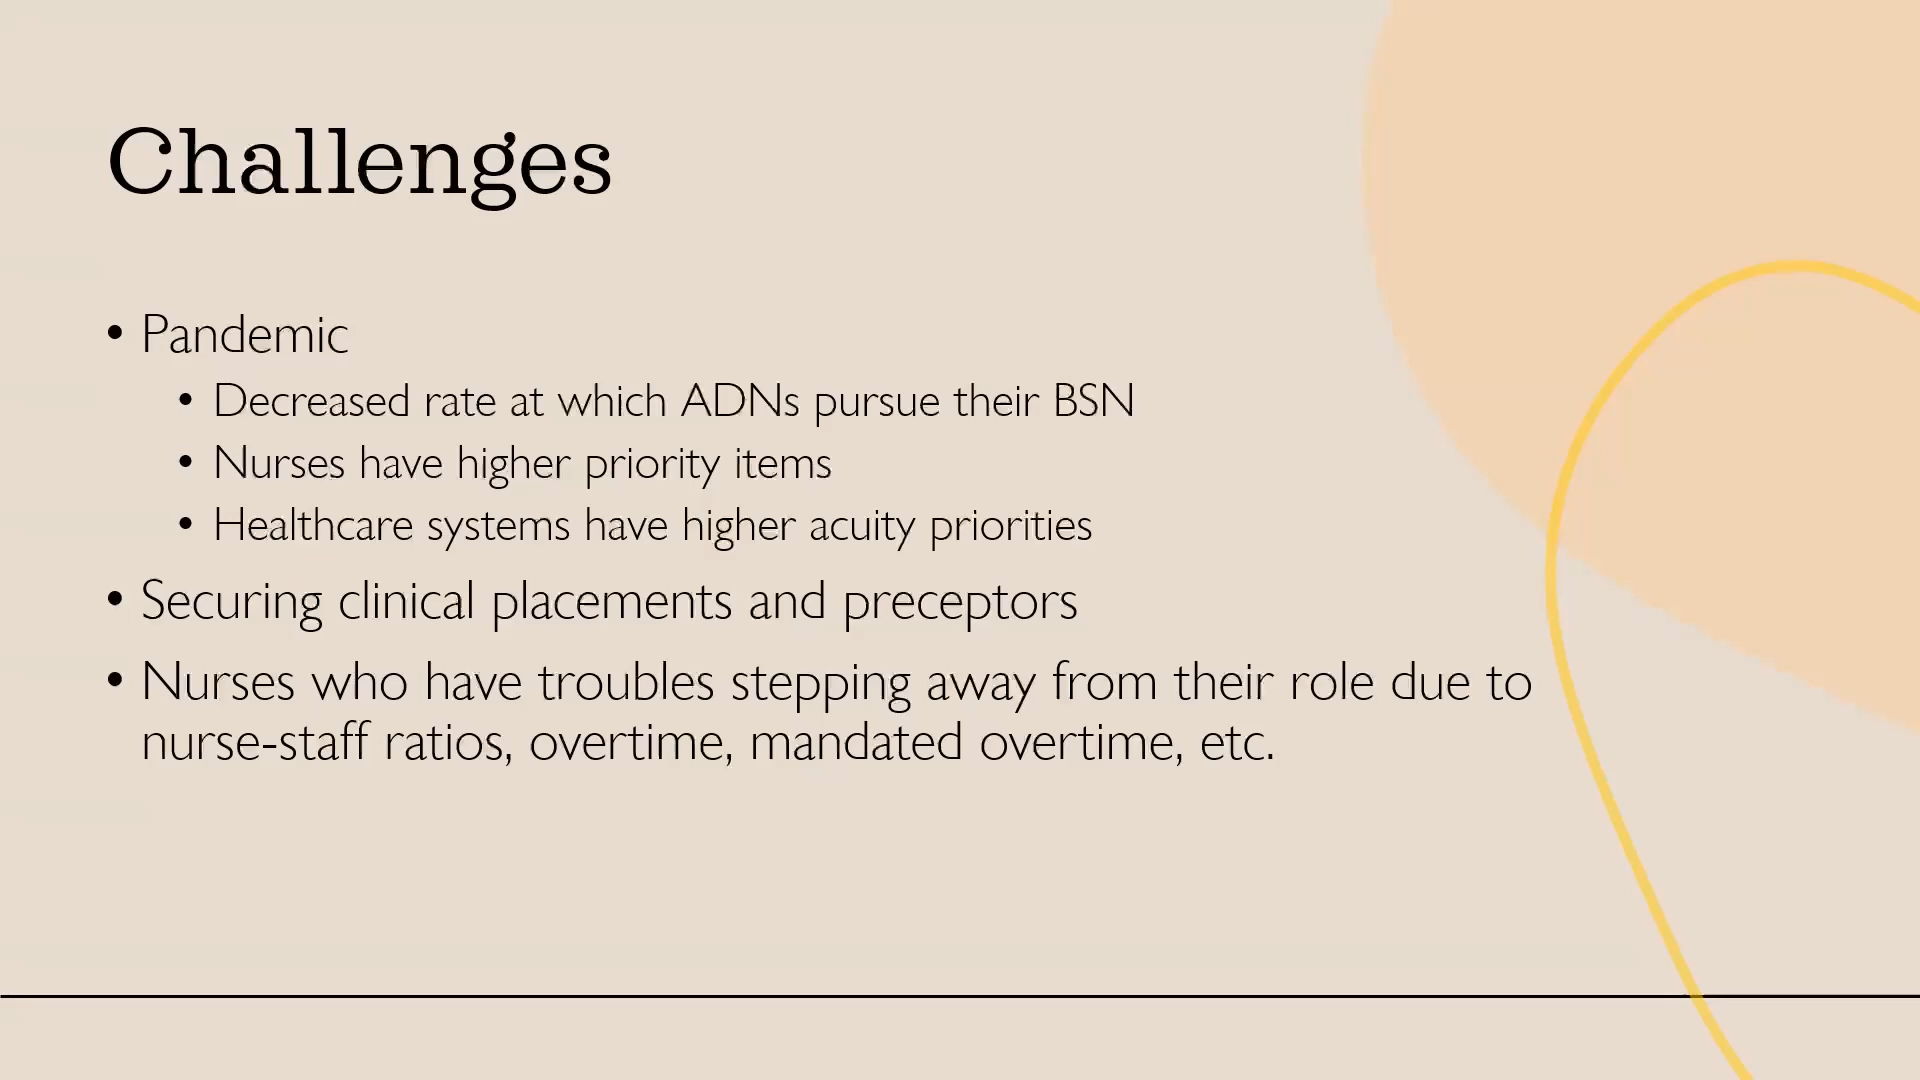 Challenges
• Pandemic
• Decreased rate at which ADNs pursue their BSN
• Nurses have higher priority items
• Healthcare systems have higher acuity priorities
• Securing clinical placements and preceptors
• Nurses who have troubles stepping away from their role due to
nurse-staff ratios, overtime, mandated overtime, etc.